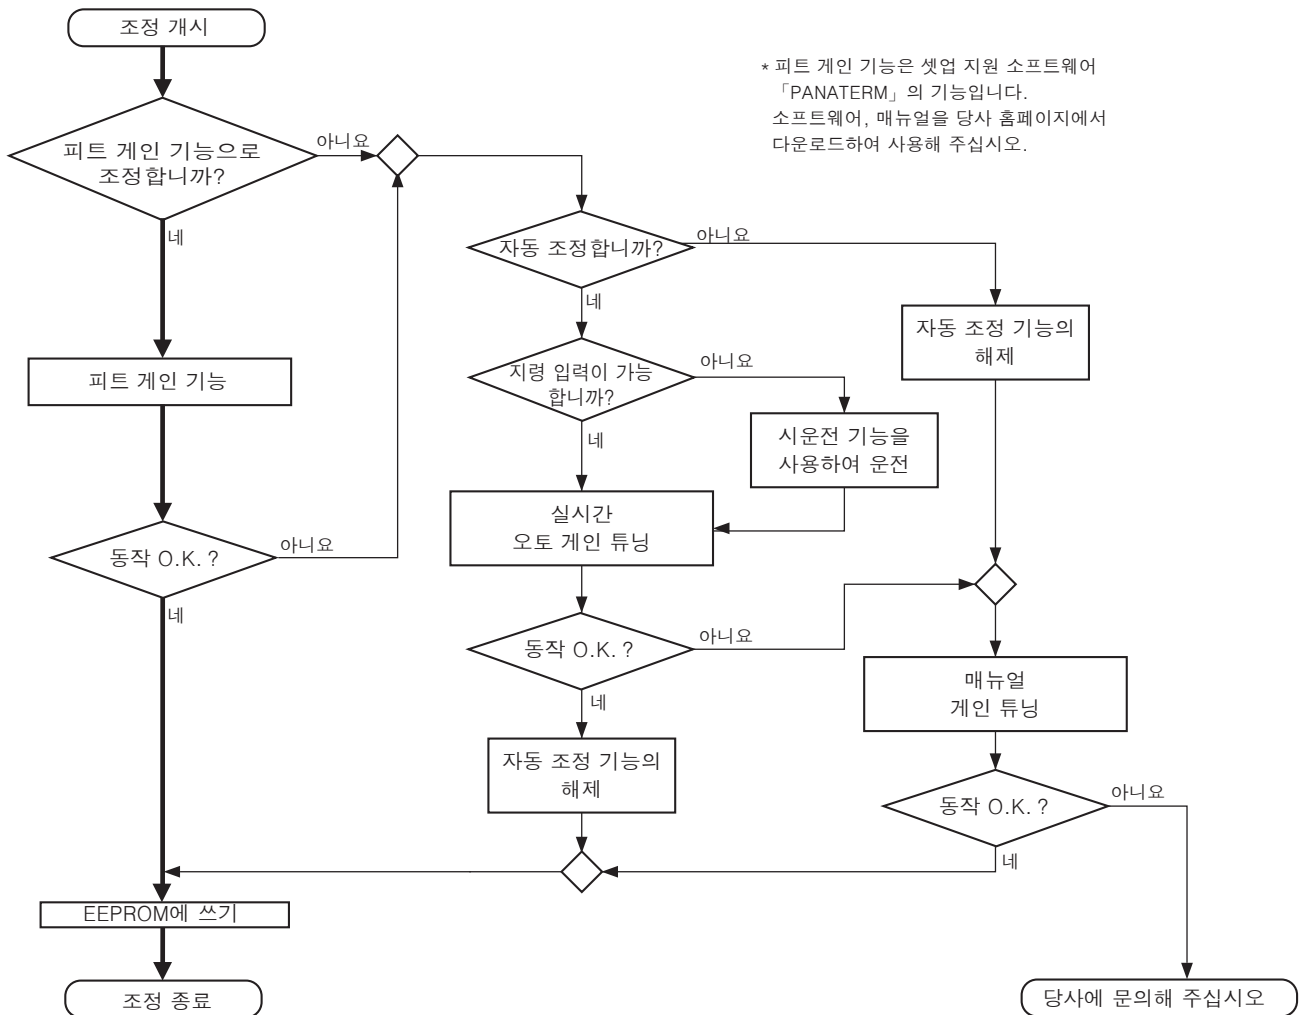 조정 개시
* 피트 게인 기능은 셋업 지원 소프트웨어
「PANATERM」의 기능입니다.
소프트웨어, 매뉴얼을 당사 홈페이지에서
다운로드하여 사용해 주십시오.
피트 게인 기능으로
조정합니까?
아니요
네
자동 조정합니까?
아니요
네
자동 조정 기능의
해제
피트 게인 기능
지령 입력이 가능
합니까?
아니요
네
시운전 기능을
사용하여 운전
실시간
오토 게인 튜닝
동작 O.K. ?
아니요
네
동작 O.K. ?
아니요
네
매뉴얼
게인 튜닝
자동 조정 기능의
해제
동작 O.K. ?
아니요
네
EEPROM에 쓰기
조정 종료
당사에 문의해 주십시오